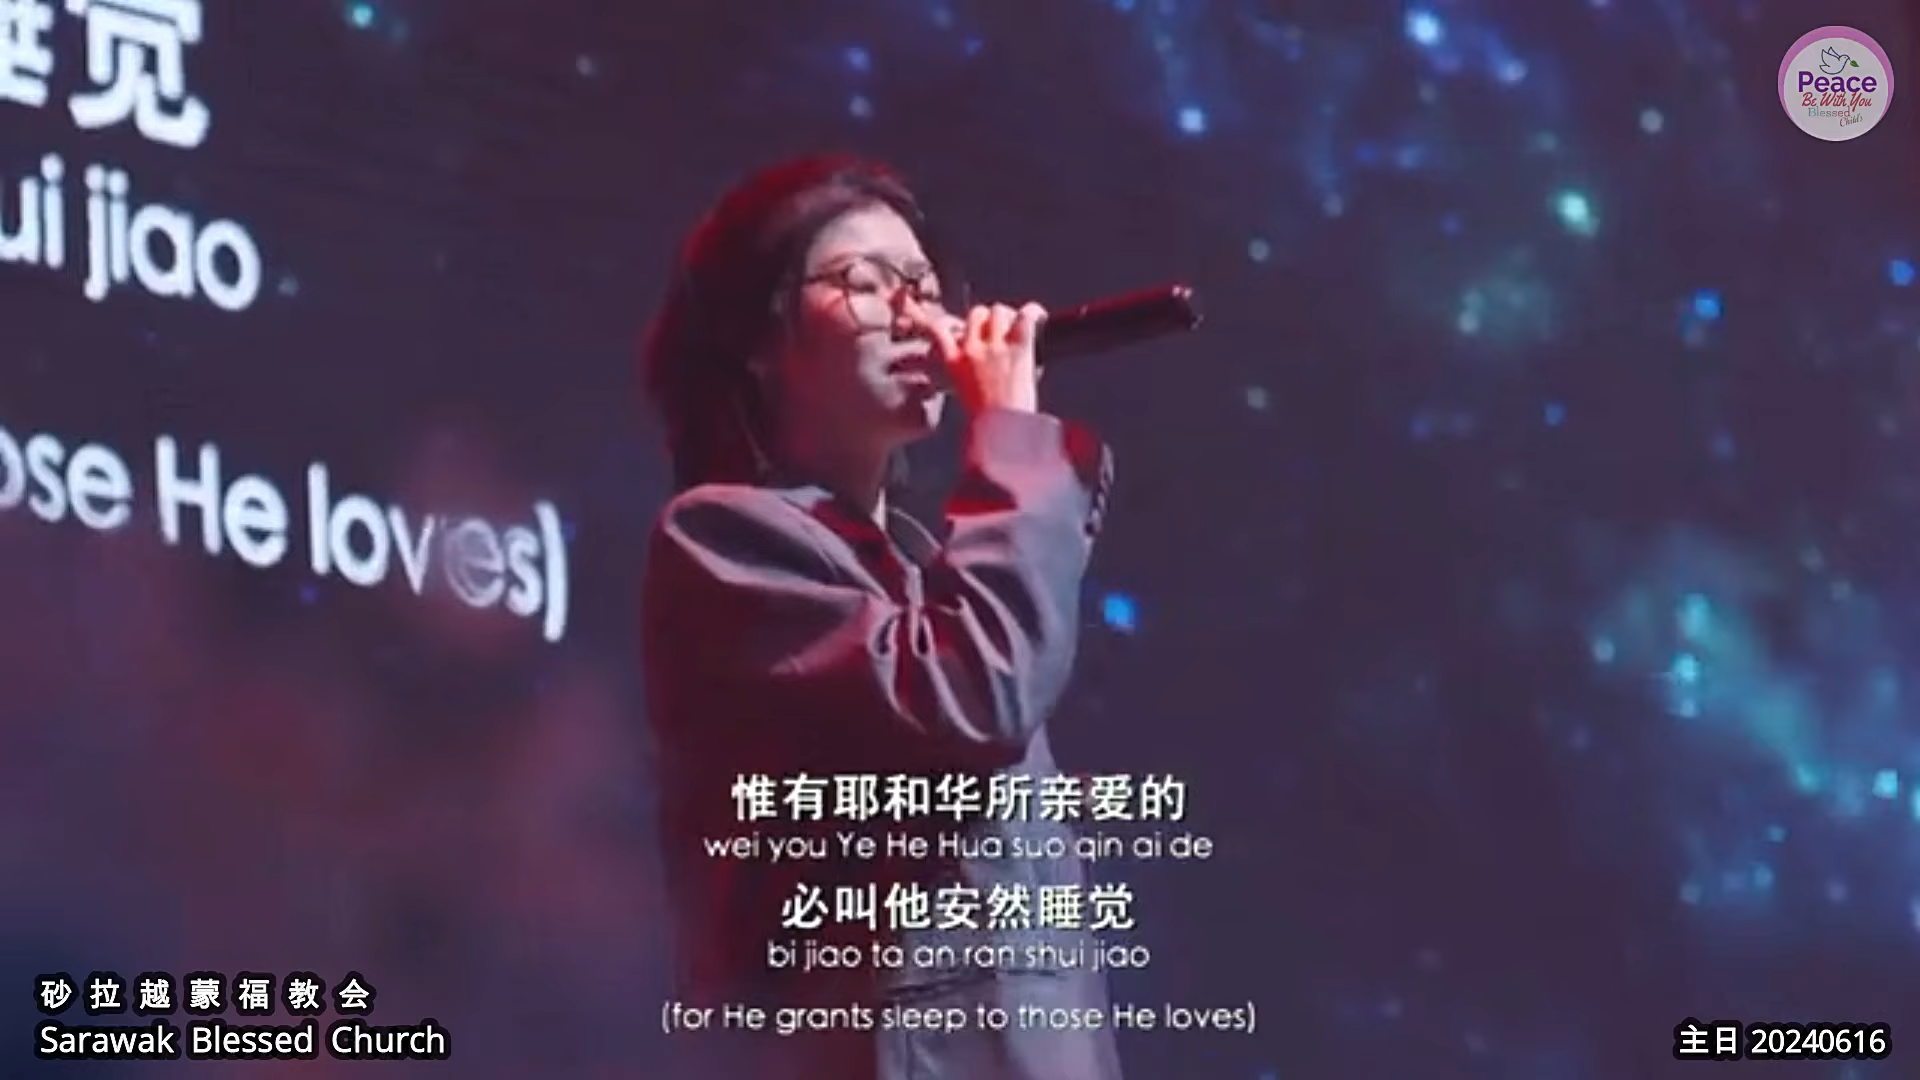 睡觉
ui jiao
ose He loves)
Peace
Be With You
Blessed
Child's
惟有耶和华所亲爱的
wei you Ye He Hua suo qin ai de
必叫他安然睡觉
bi jiao ta an ran shui jiao
(for He grants sleep to those He loves)
砂拉越蒙福教会
Sarawak Blessed Church
主日 20240616